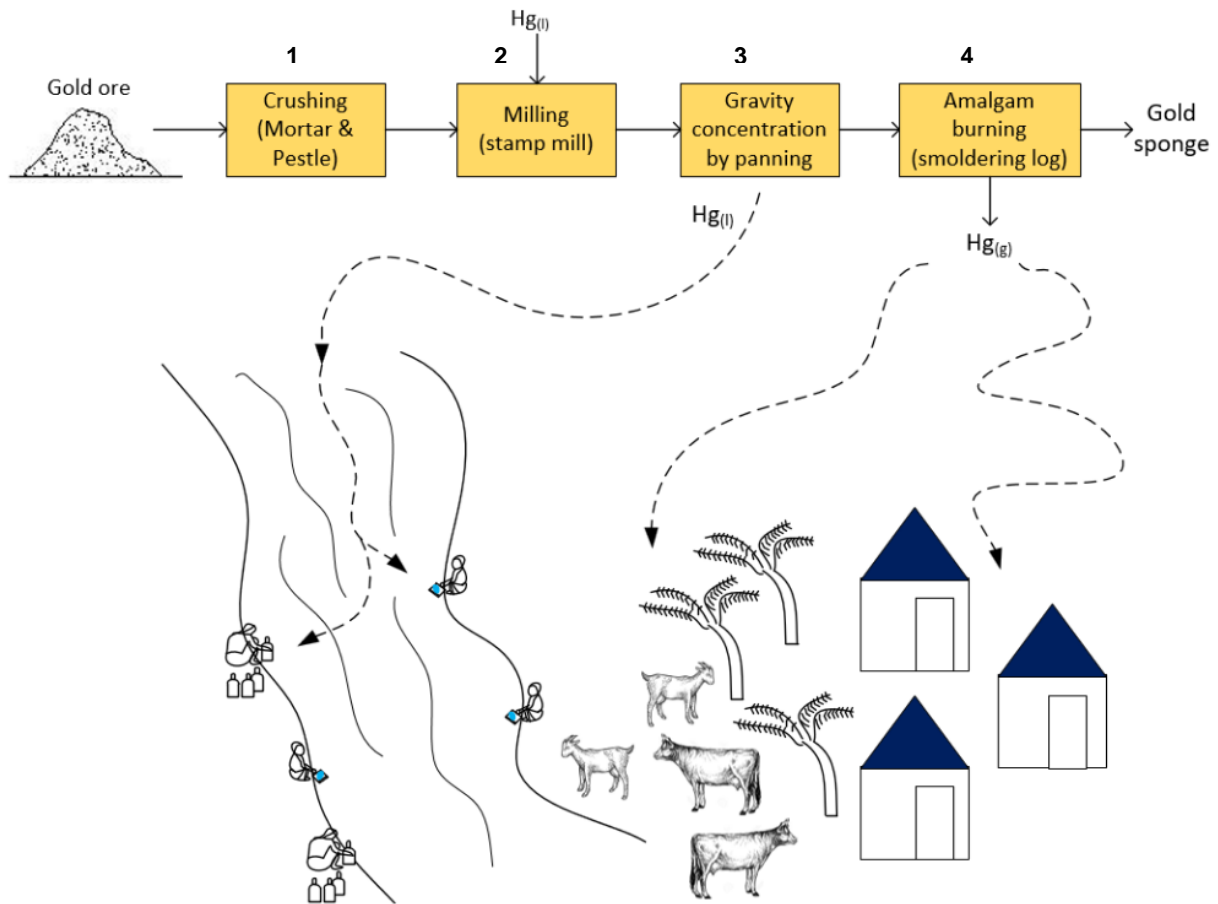 Hg(l)
1
2
3
4
Gold ore
Crushing
(Mortar &
Pestle)
Milling
(stamp mill)
Gravity
concentration
by panning
Amalgam
burning
(smoldering log)
Gold
sponge
Hg(l)
Hg(g)